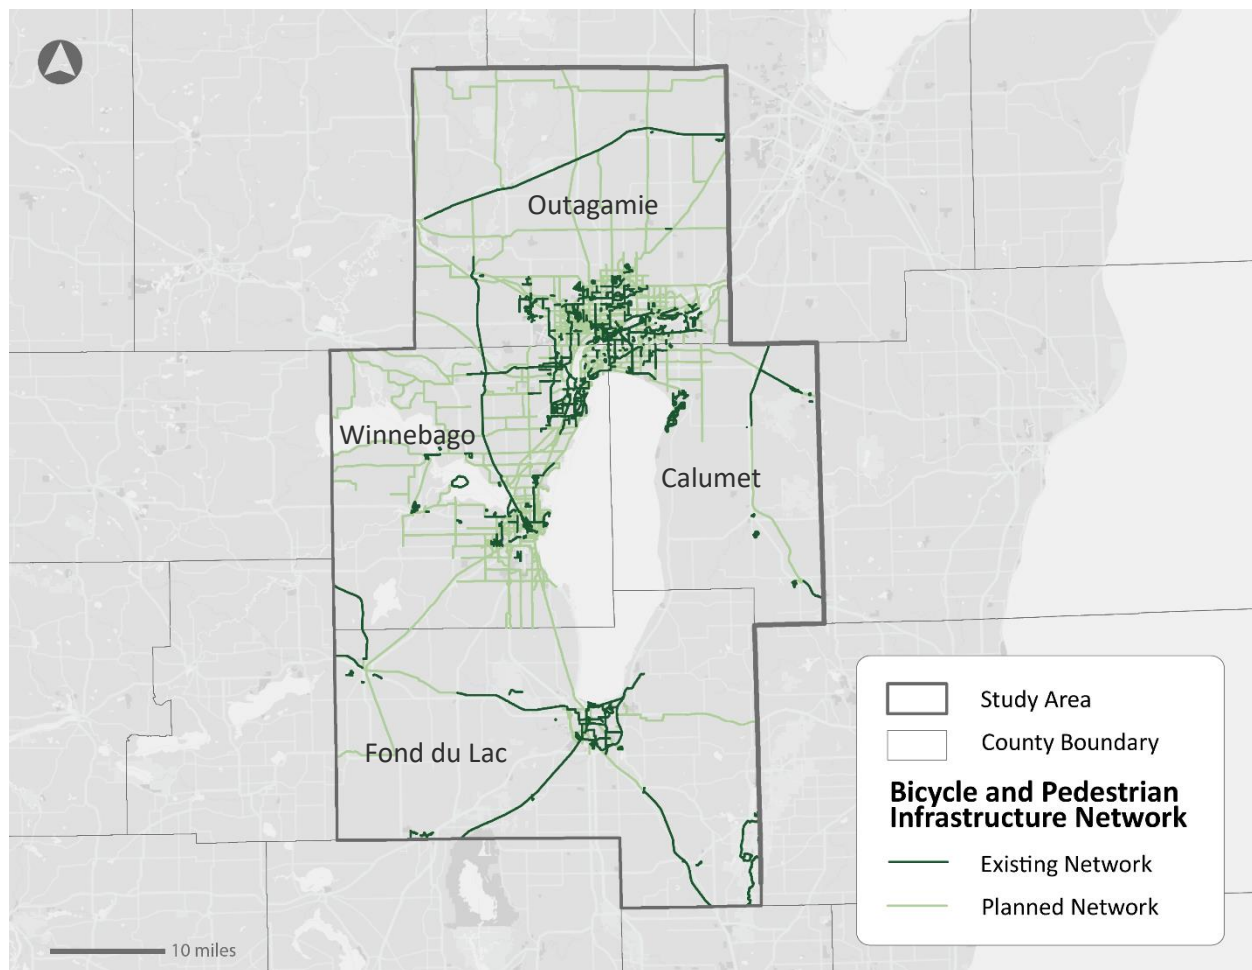 Outagamie
Winnebago
Calumet
Fond du Lac
Study Area
County Boundary
Bicycle and Pedestrian
Infrastructure Network
Existing Network
Planned Network
10 miles